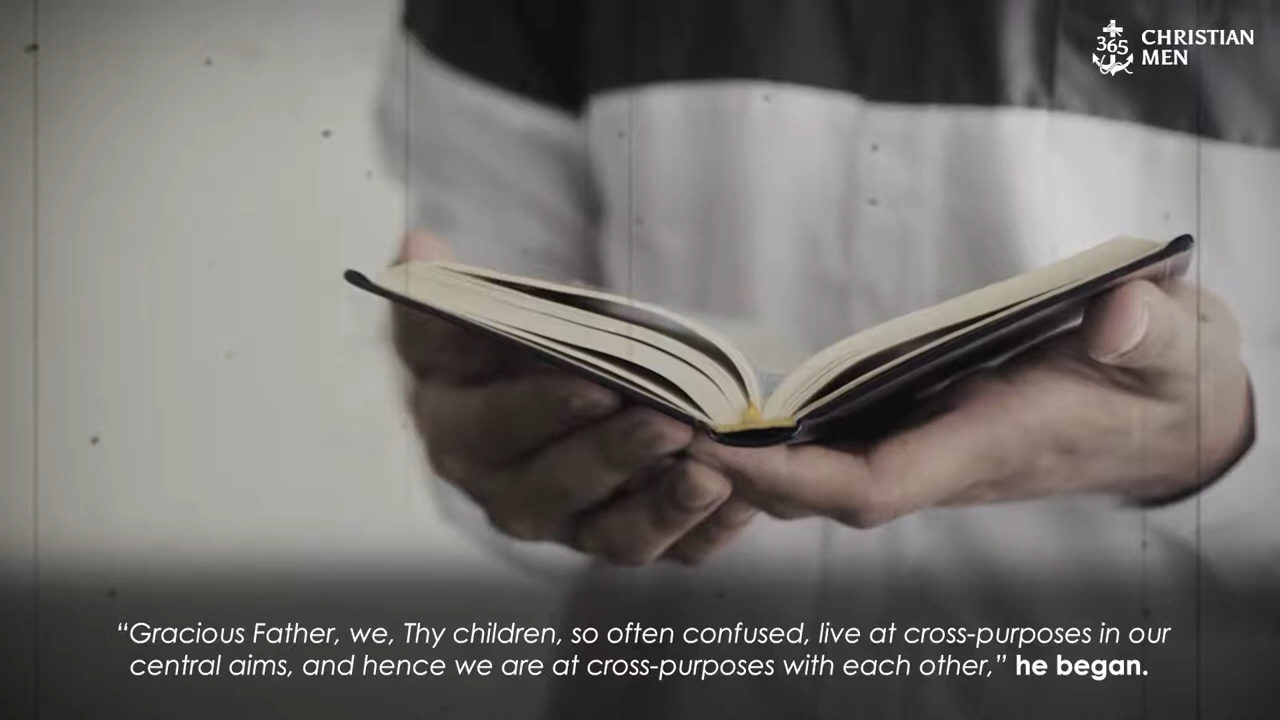 365
CHRISTIAN
MEN
“Gracious Father, we, Thy children, so often confused, live at cross-purposes in our
central aims, and hence we are at cross-purposes with each other,” he began.